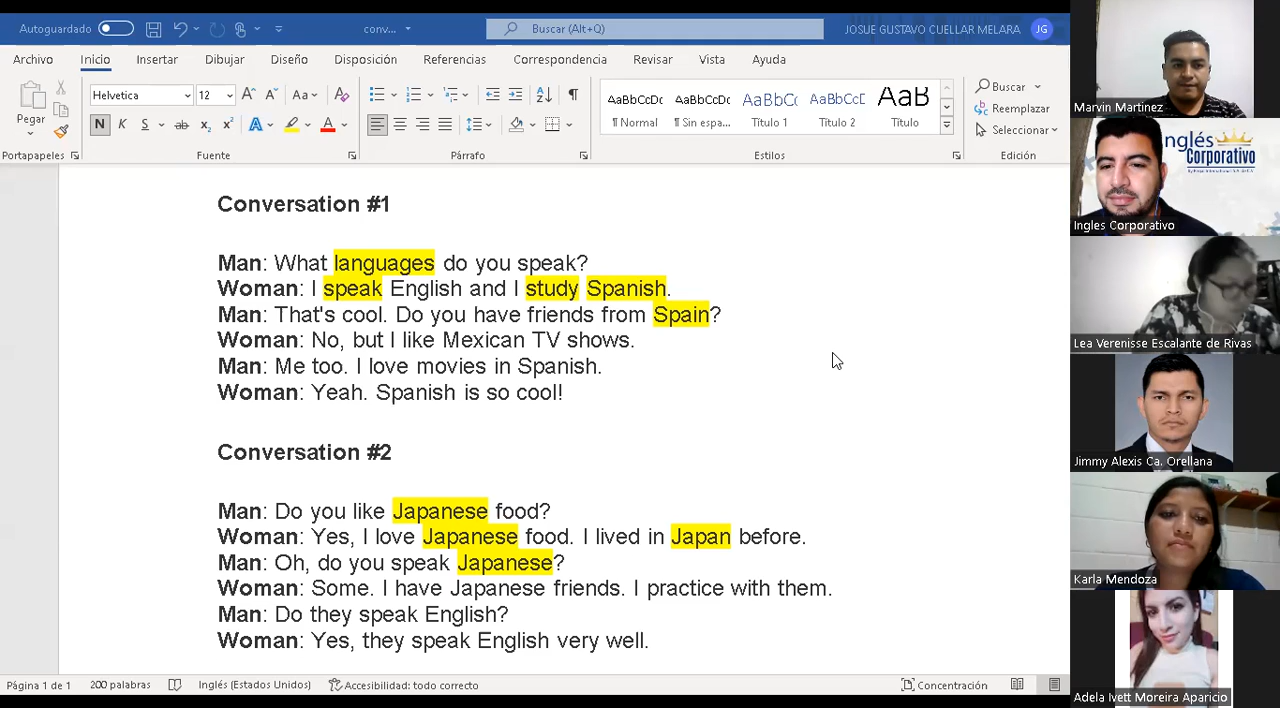 Autoguardado
conv...
Buscar (Alt+Q)
JOSUE GUSTAVO CUELLAR MELARA
JG
Archivo Inicio Insertar Dibujar Diseño Disposición Referencias Correspondencia Revisar Vista Ayuda
Pegar
Portapapeles
Helvetica 12
N K S ab x₂ x²
Aa
Fuente
Párrafo
AaBbCcDc AaBbCcDc AaBbCcD AaBbCcD AaB
¶ Normal ¶ Sin espa... Título 1 Título 2 Título
Estilos
Buscar
Reemplazar
Seleccionar
Edición
Conversation #1
Man: What languages do you speak?
Woman: I speak English and I study Spanish.
Man: That's cool. Do you have friends from Spain?
Woman: No, but I like Mexican TV shows.
Man: Me too. I love movies in Spanish.
Woman: Yeah. Spanish is so cool!
Conversation #2
Man: Do you like Japanese food?
Woman: Yes, I love Japanese food. I lived in Japan before.
Man: Oh, do you speak Japanese?
Woman: Some. I have Japanese friends. I practice with them.
Man: Do they speak English?
Woman: Yes, they speak English very well.
Página 1 de 1 200 palabras Inglés (Estados Unidos) Accesibilidad: todo correcto Concentración
Marvin Martinez
Inglés
Corporativo
Ingles Corporativo
Lea Verenisse Escalante de Rivas
Jimmy Alexis Ca. Orellana
Karla Mendoza
Adela Ivett Moreira Aparicio